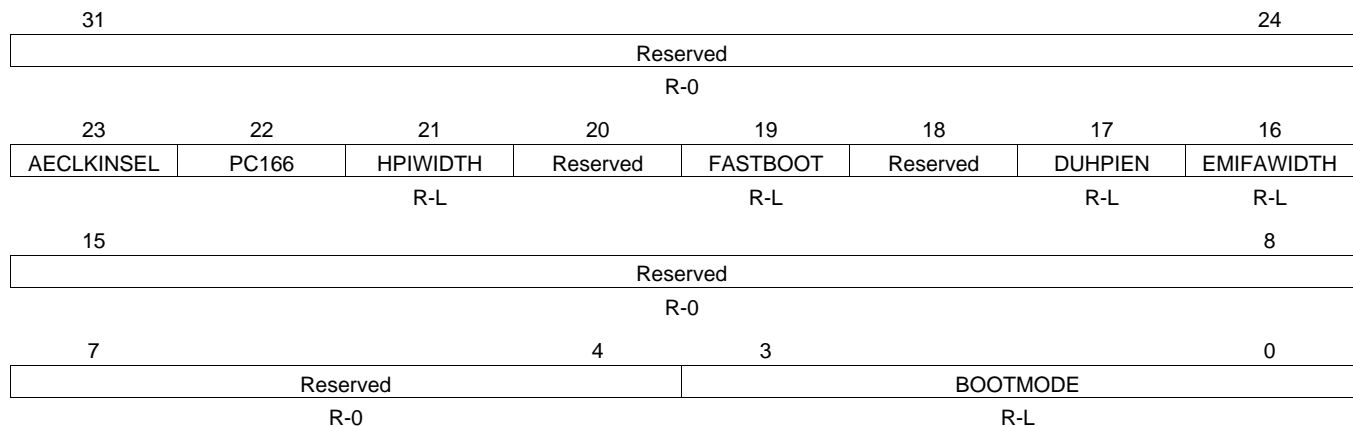 31 24
Reserved
R-0
23 22 21 20 19 18 17 16
AECLKINSEL PC166 HPIWIDTH Reserved FASTBOOT Reserved DUHPIEN EMIFAWIDTH
R-L R-L R-L R-L
15 8
Reserved
R-0
7 4 3 0
Reserved BOOTMODE
R-0 R-L